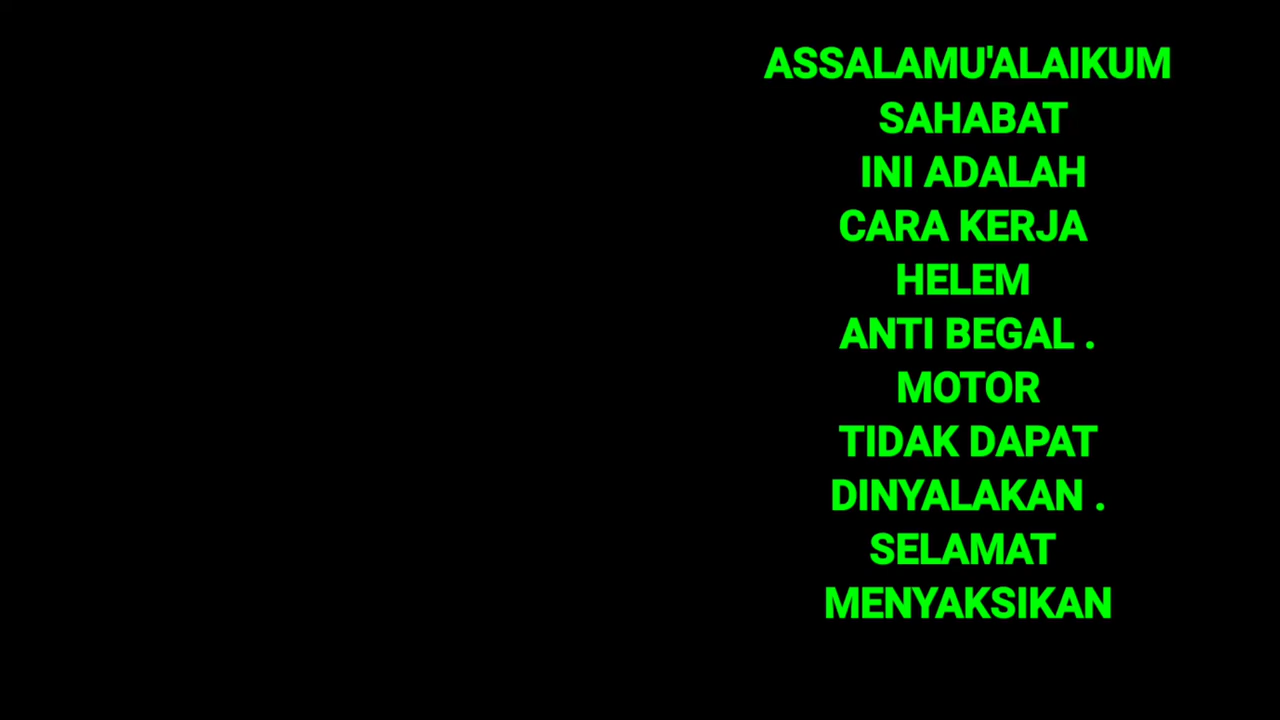 ASSALAMU'ALAIKUM
SAHABAT
INI ADALAH
CARA KERJA
HELEM
ANTI BEGAL .
MOTOR
TIDAK DAPAT
DINYALAKAN .
SELAMAT
MENYAKSIKAN